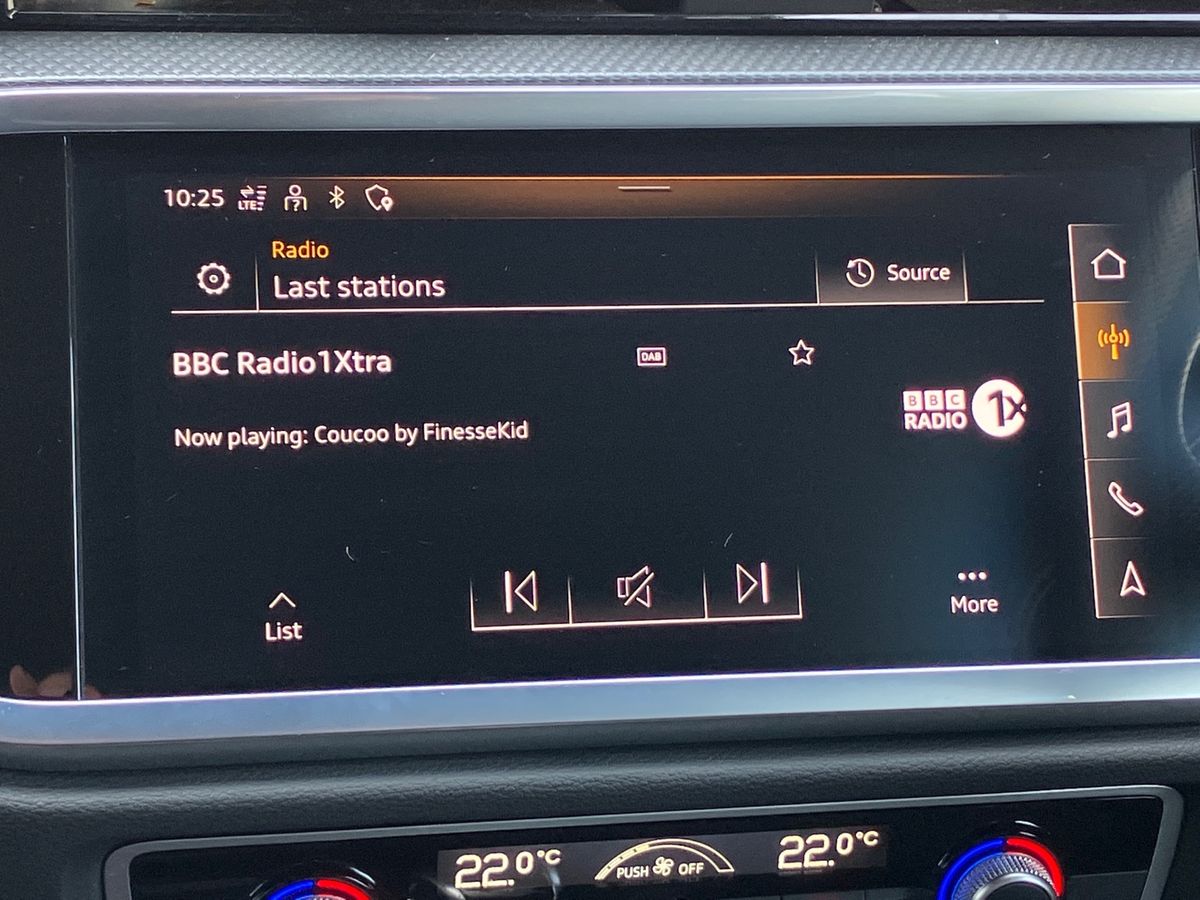 10:25 LTE ?
Radio
Last stations
Source
BBC Radio1Xtra
DAB
BBC
RADIO
1X
Now playing: Coucoo by FinesseKid
List
More
22.0°C
PUSH OFF
22.0°C